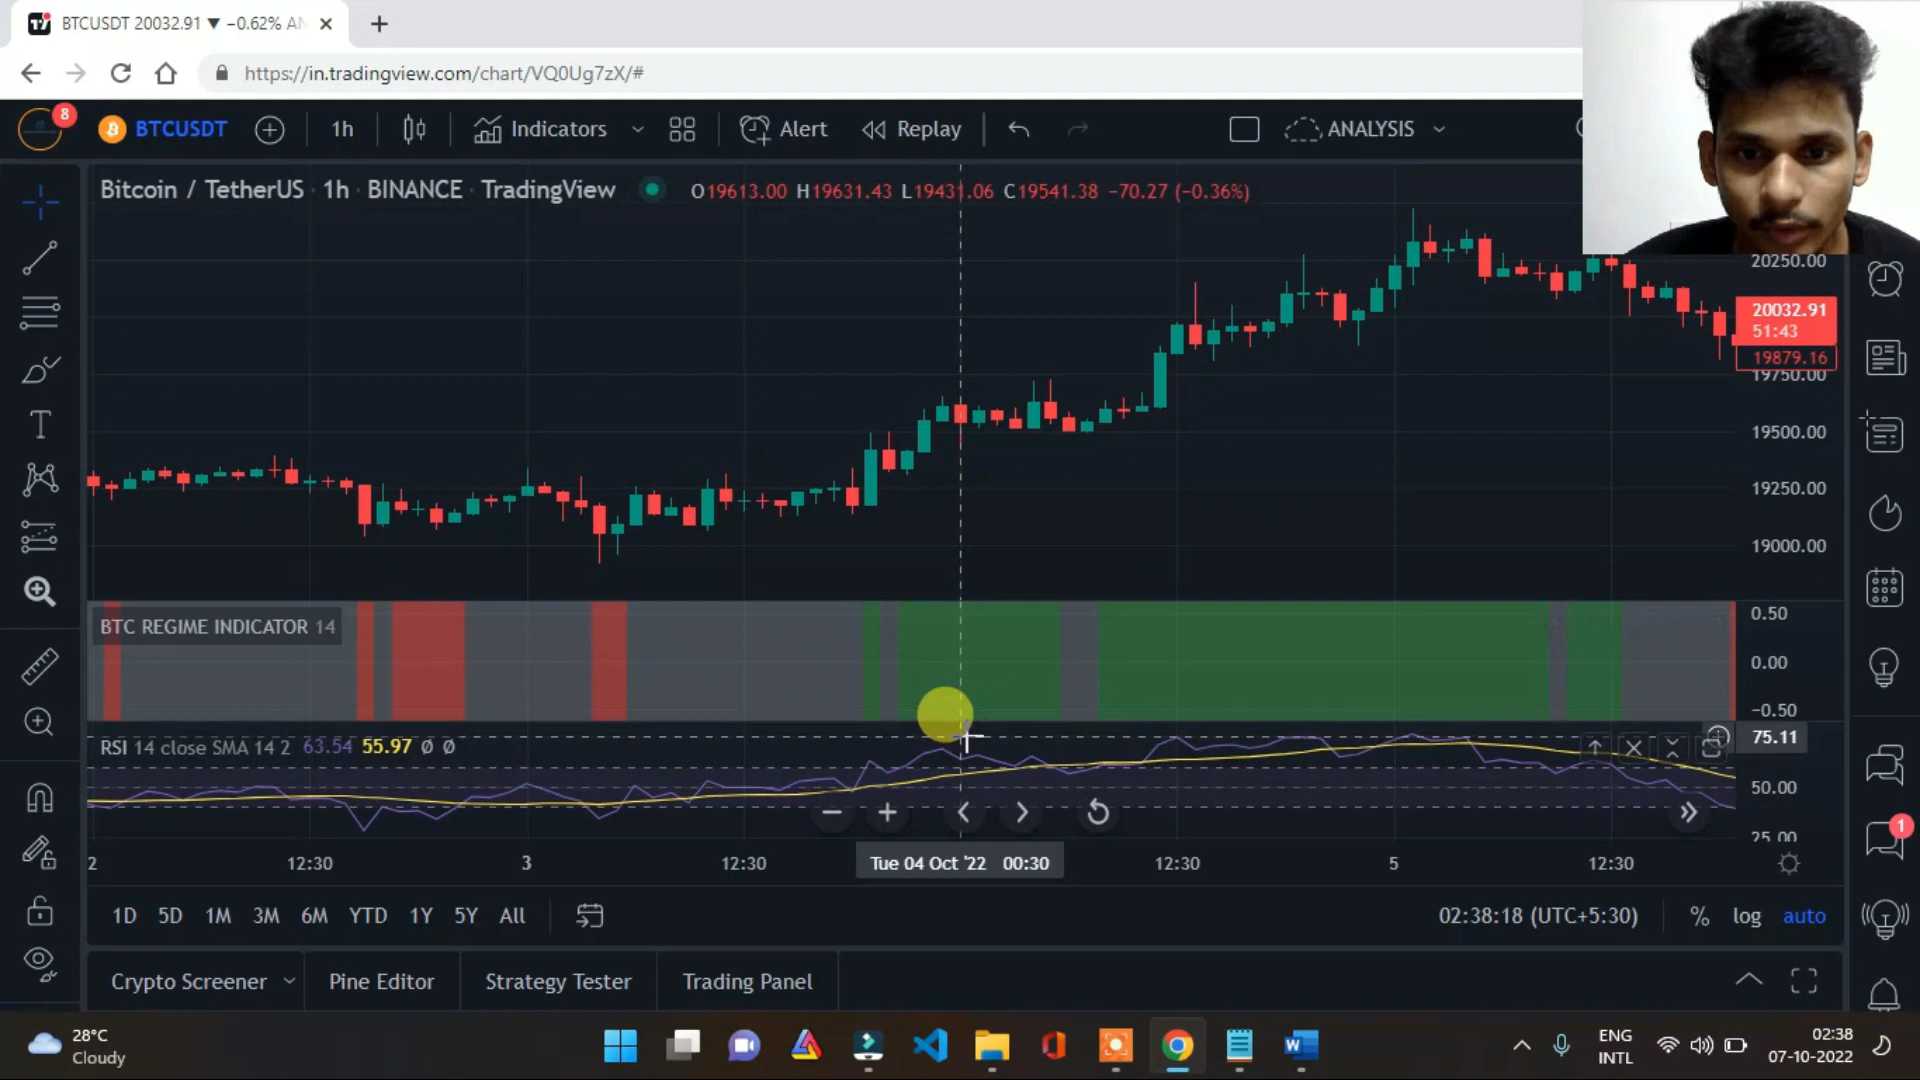 BTCUSDT 20032.91 ▼ −0.62% AN
https://in.tradingview.com/chart/VQ0Ug7zX/#
8
BTCUSDT 1h Indicators Alert Replay ANALYSIS
Bitcoin / TetherUS · 1h · BINANCE · TradingView O19613.00 H19631.43 L19431.06 C19541.38 −70.27 (−0.36%)
20250.00
20032.91
51:43
19879.16
19750.00
19500.00
19250.00
19000.00
BTC REGIME INDICATOR 14
0.50
0.00
−0.50
RSI 14 close SMA 14 2 63.54 55.97 Ø Ø
75.11
50.00
25.00
2 12:30 3 12:30 Tue 04 Oct '22 00:30 12:30 5 12:30
1
1D 5D 1M 3M 6M YTD 1Y 5Y All 02:38:18 (UTC+5:30) % log auto
Crypto Screener Pine Editor Strategy Tester Trading Panel
28°C
Cloudy
ENG
INTL
02:38
07-10-2022